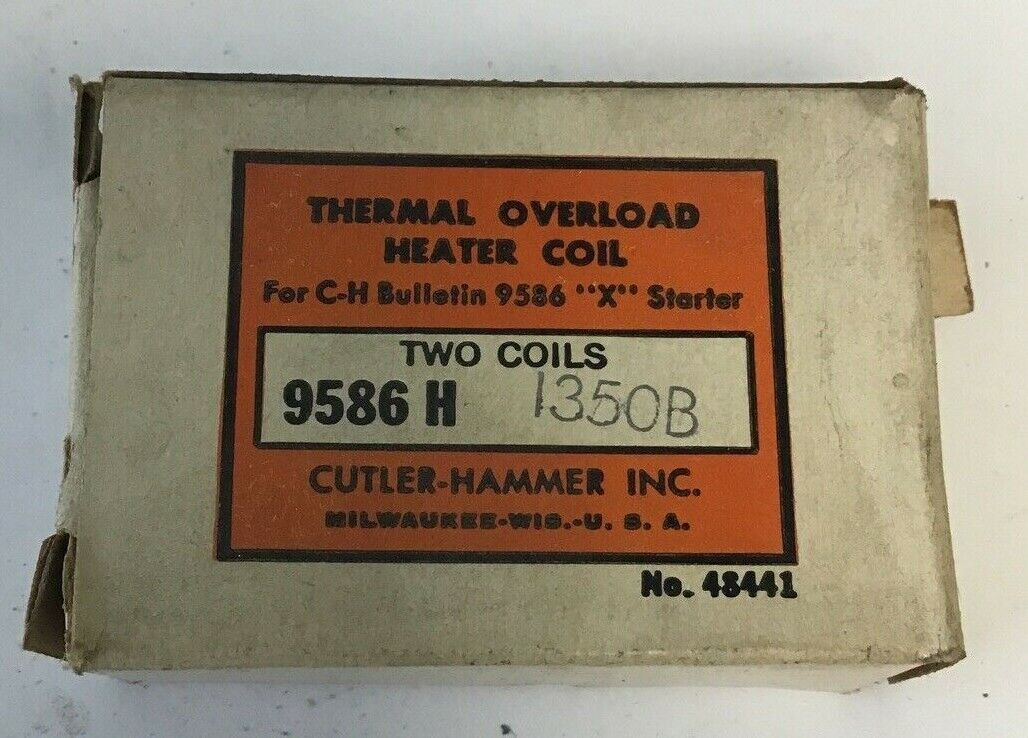 THERMAL OVERLOAD
HEATER COIL
For C-H Bulletin 9586 "X" Starter
TWO COILS
9586 H 1350B
CUTLER-HAMMER INC.
MILWAUKEE-WIS.-U. S. A.
No. 48441